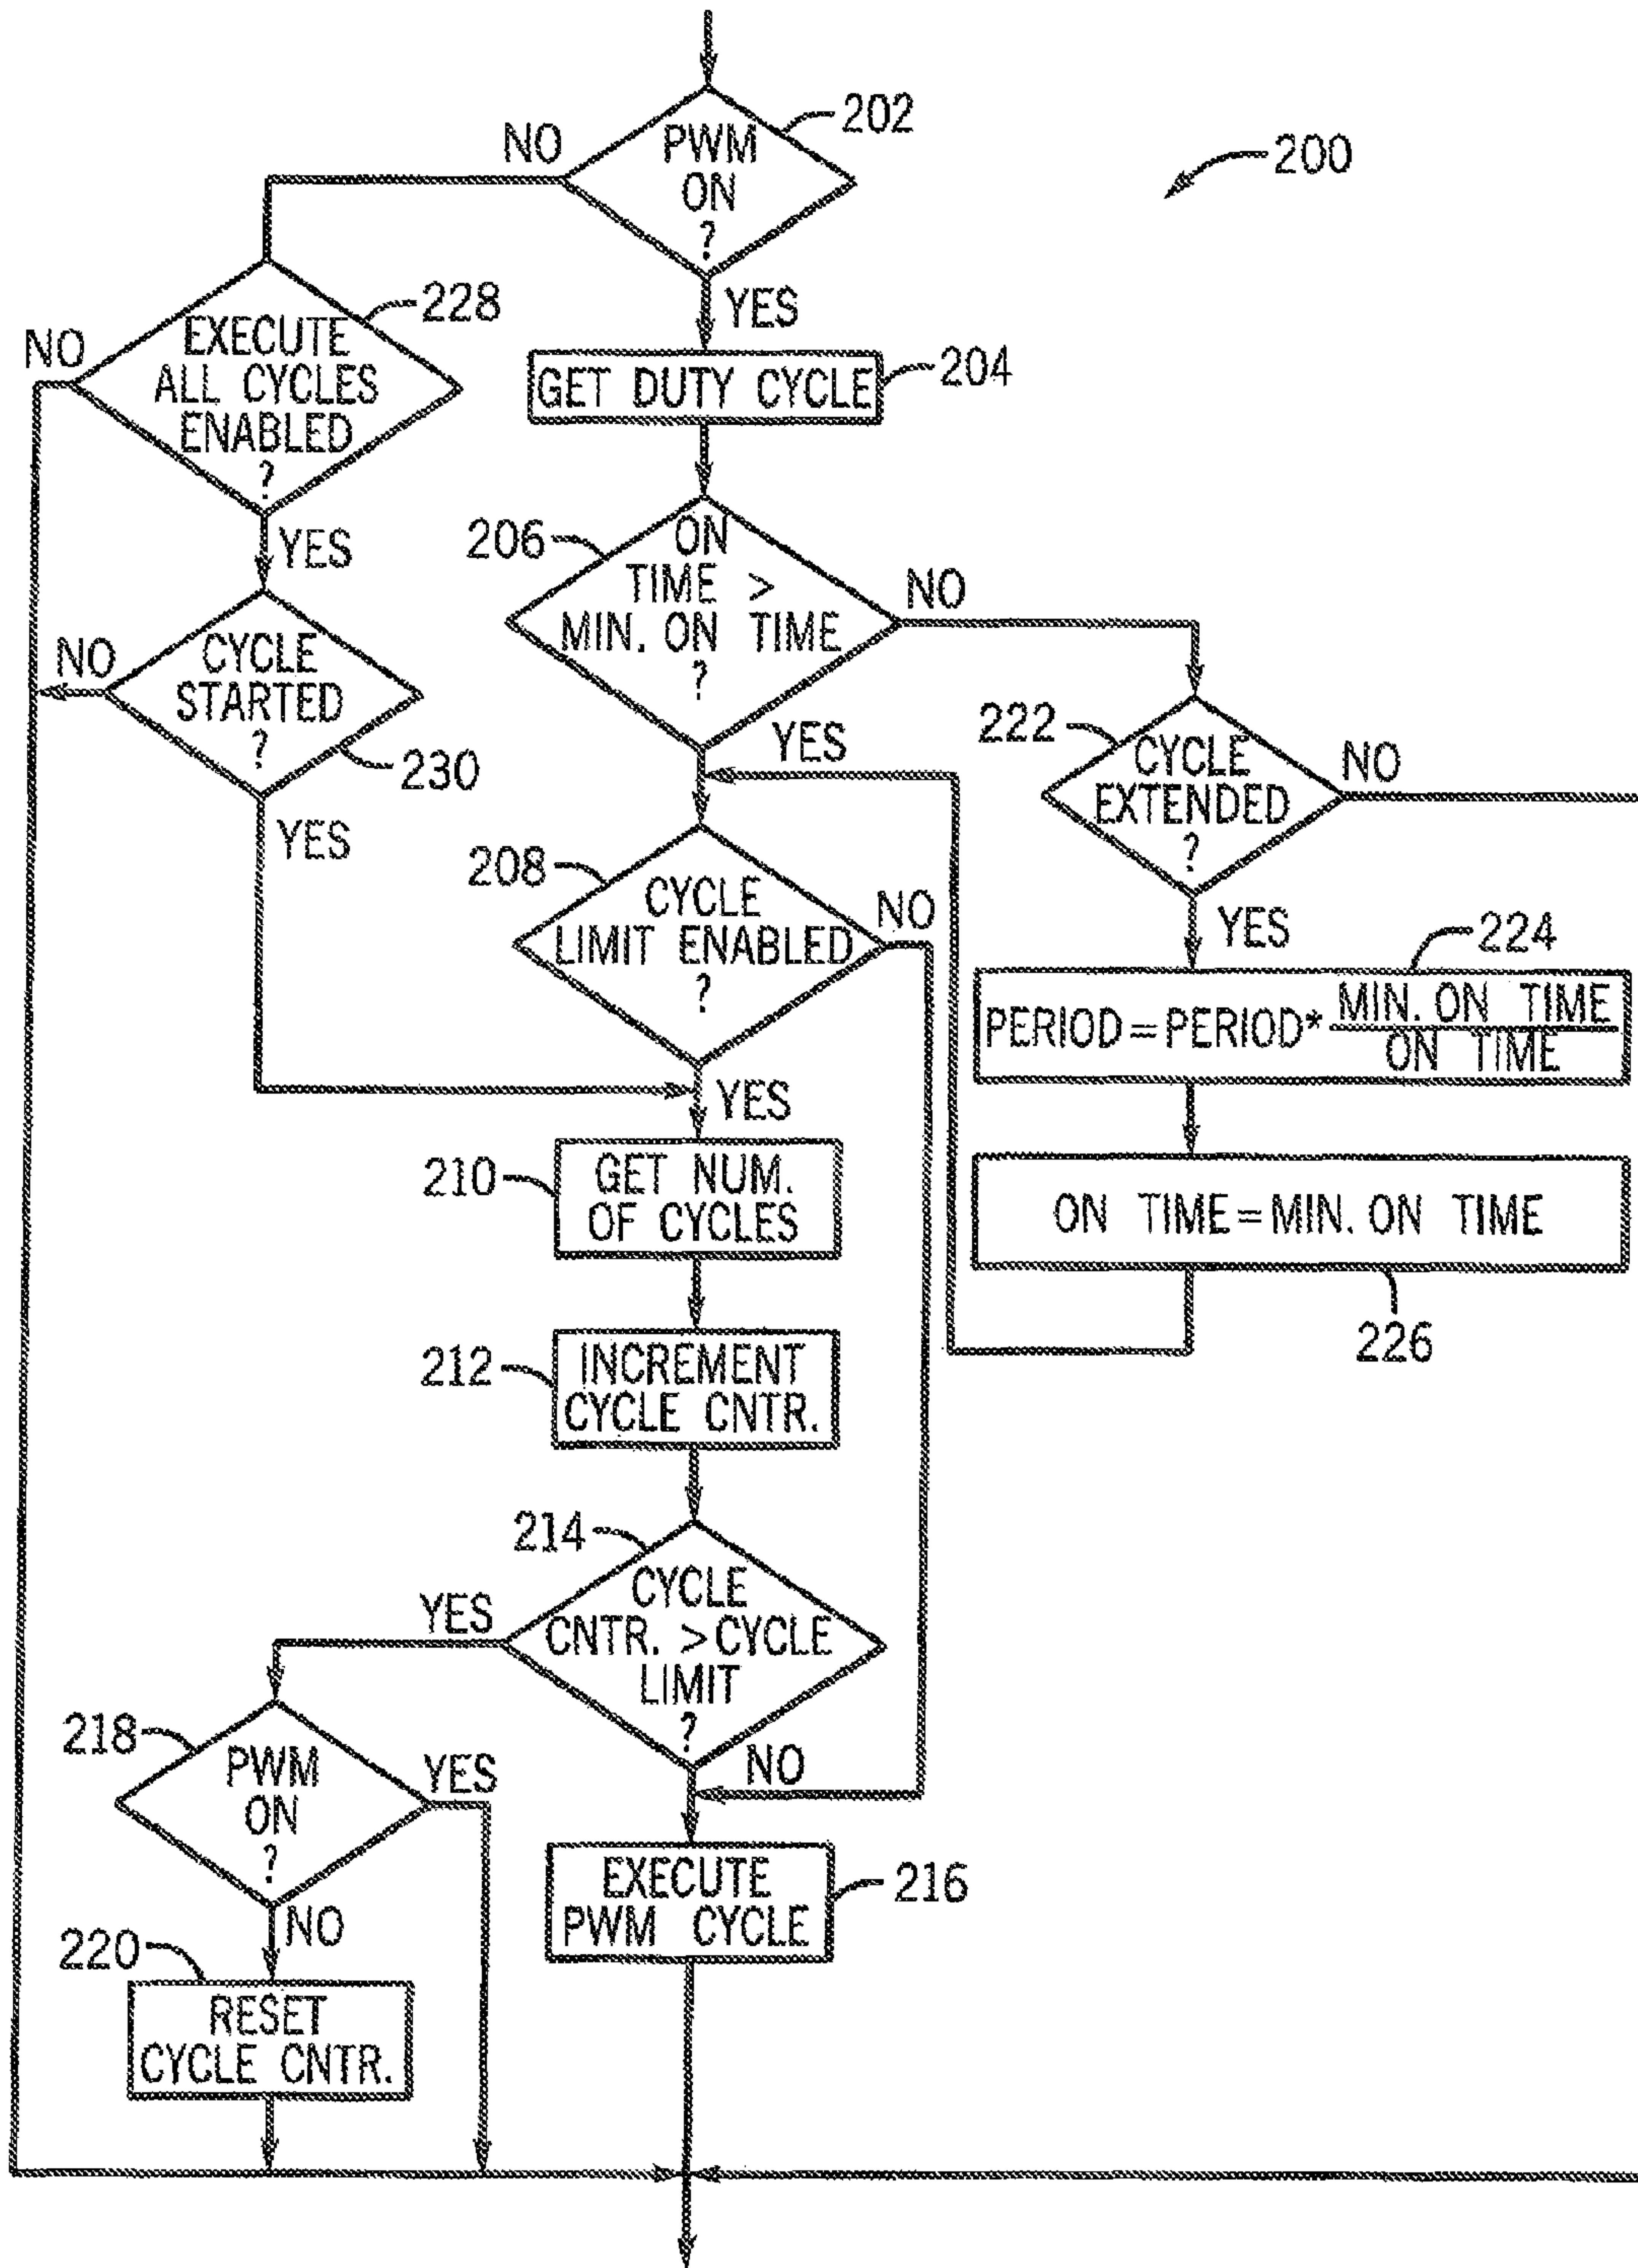 200
202
PWM
ON
?
NO
YES
228
EXECUTE
ALL CYCLES
ENABLED
?
NO
YES
GET DUTY CYCLE
204
206
ON
TIME >
MIN. ON TIME
?
NO
YES
230
CYCLE
STARTED
?
NO
YES
222
CYCLE
EXTENDED
?
NO
YES
208
CYCLE
LIMIT ENABLED
?
NO
YES
224
PERIOD = PERIOD* MIN. ON TIME
ON TIME
ON TIME = MIN. ON TIME
226
210
GET NUM.
OF CYCLES
212
INCREMENT
CYCLE CNTR.
214
CYCLE
CNTR. > CYCLE
LIMIT
?
YES
NO
218
PWM
ON
?
YES
NO
EXECUTE
PWM CYCLE
216
220
RESET
CYCLE CNTR.